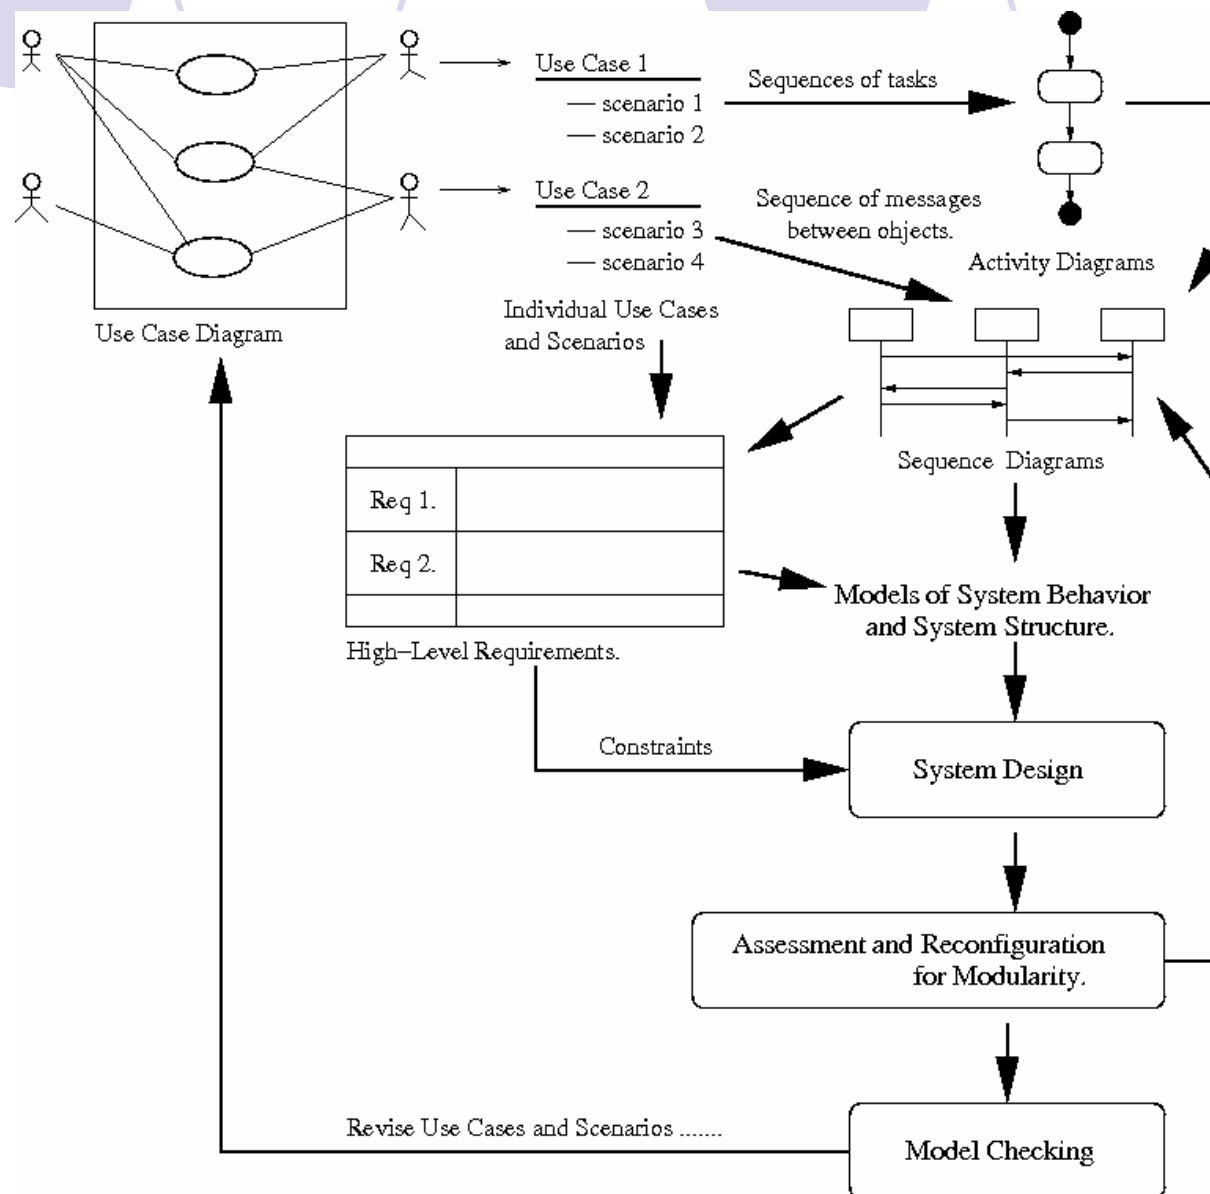 Use Case 1
— scenario 1
— scenario 2
Sequences of tasks
Use Case 2
— scenario 3
— scenario 4
Sequence of messages
between objects.
Activity Diagrams
Use Case Diagram
Individual Use Cases
and Scenarios
Sequence Diagrams
Req 1.
Req 2.
High–Level Requirements.
Models of System Behavior
and System Structure.
Constraints
System Design
Assessment and Reconfiguration
for Modularity.
Revise Use Cases and Scenarios .......
Model Checking